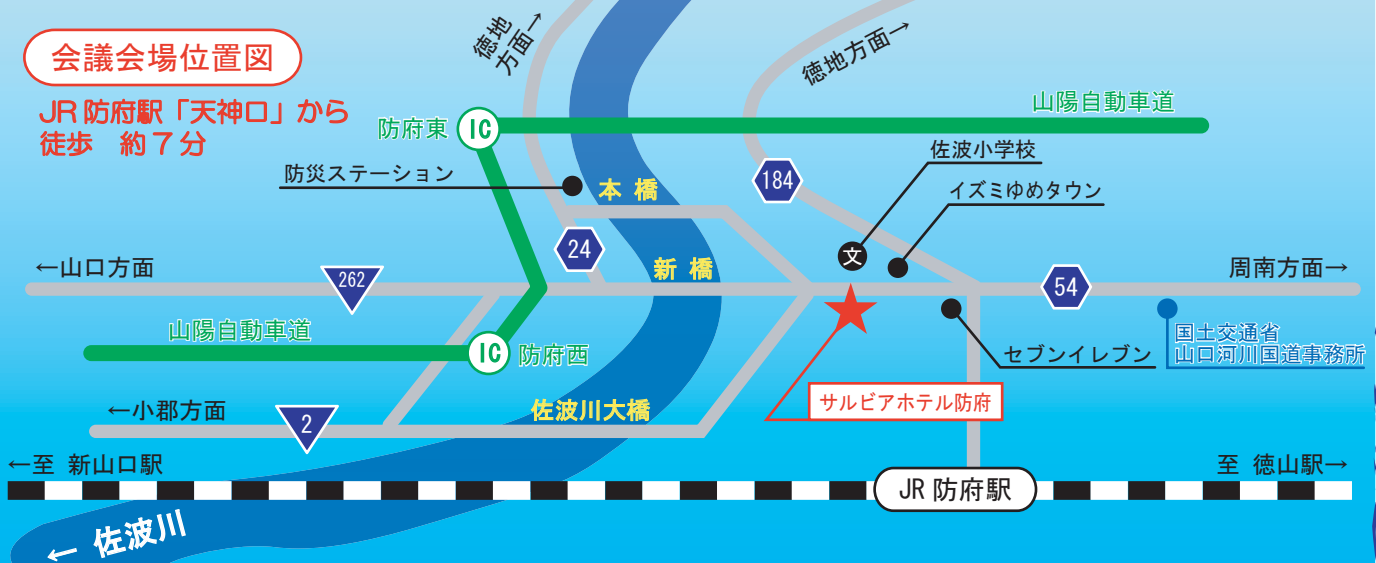 会議会場位置図
JR防府駅「天神口」から
徒歩 約7分
徳地
方面→
徳地方面→
山陽自動車道
防府東
IC
防災ステーション
本橋
184
佐波小学校
文
イズミゆめタウン
24
新橋
←山口方面
262
54
周南方面→
山陽自動車道
IC
防府西
セブンイレブン
国土交通省
山口河川国道事務所
←小郡方面
2
佐波川大橋
サルビアホテル防府
←至 新山口駅
至 徳山駅→
JR防府駅
← 佐波川